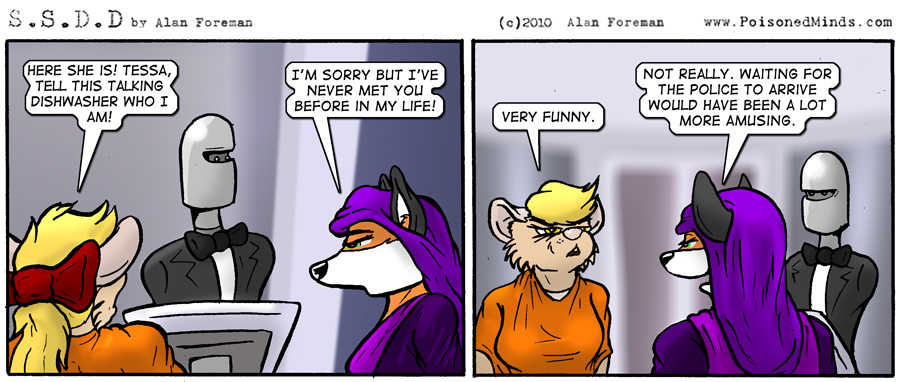 S.S.D.D by Alan Foreman (c)2010 Alan Foreman www.PoisonedMinds.com
HERE SHE IS! TESSA,
TELL THIS TALKING
DISHWASHER WHO I
AM!
I'M SORRY BUT I'VE
NEVER MET YOU
BEFORE IN MY LIFE!
VERY FUNNY.
NOT REALLY. WAITING FOR
THE POLICE TO ARRIVE
WOULD HAVE BEEN A LOT
MORE AMUSING.